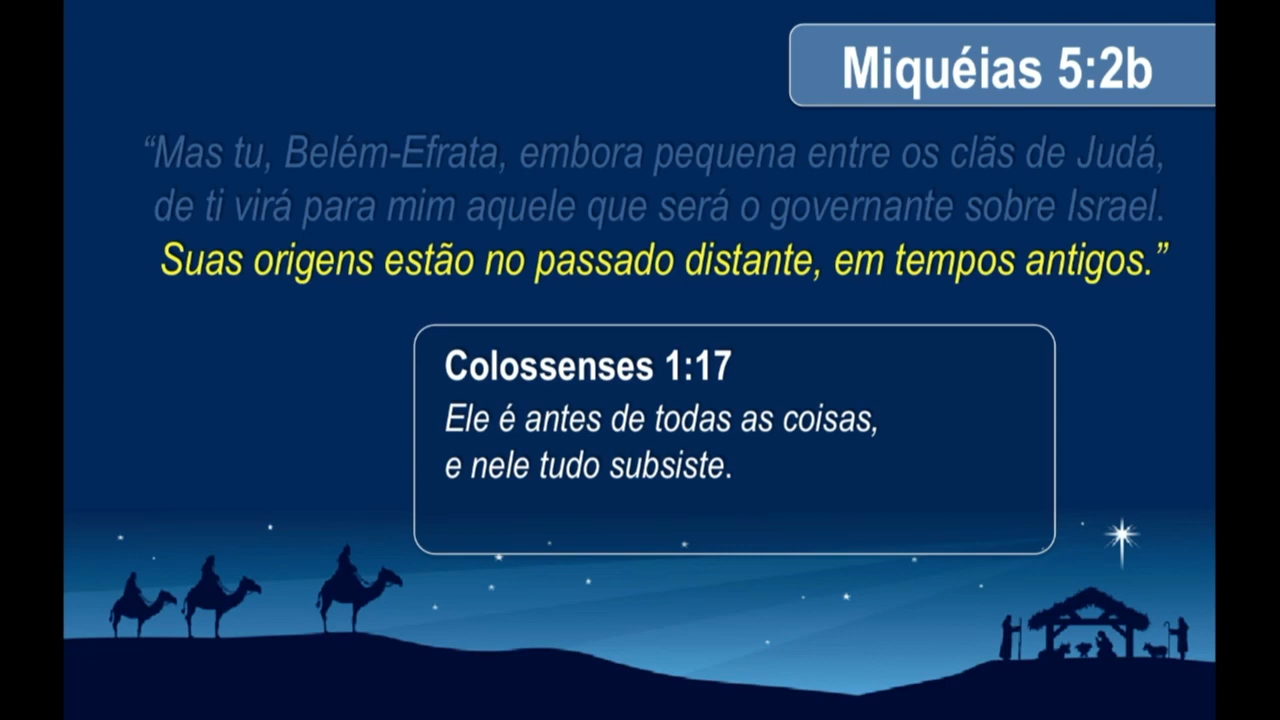 Miquéias 5:2b
“Mas tu, Belém-Efrata, embora pequena entre os clãs de Judá,
de ti virá para mim aquele que será o governante sobre Israel.
Suas origens estão no passado distante, em tempos antigos.”
Colossenses 1:17
Ele é antes de todas as coisas,
e nele tudo subsiste.